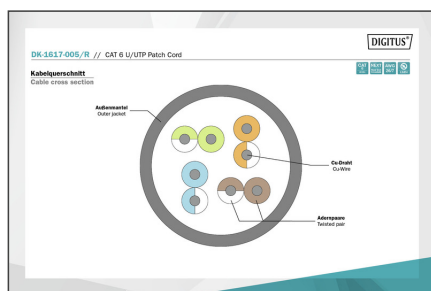 DIGITUS®
DK-1617-005/R // CAT 6 U/UTP Patch Cord
Kabelquerschnitt
Cable cross section
Außenmantel
Outer jacket
Cu-Draht
Cu-Wire
Adernpaare
Twisted pair